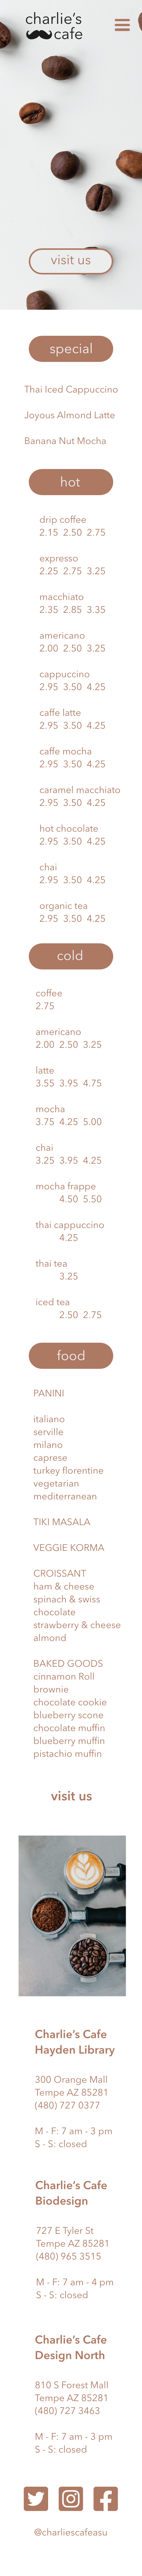 charlie's
cafe
visit us
special
Thai Iced Cappuccino
Joyous Almond Latte
Banana Nut Mocha
hot
drip coffee
2.15 2.50 2.75
expresso
2.25 2.75 3.25
macchiato
2.35 2.85 3.35
americano
2.00 2.50 3.25
cappuccino
2.95 3.50 4.25
caffe latte
2.95 3.50 4.25
caffe mocha
2.95 3.50 4.25
caramel macchiato
2.95 3.50 4.25
hot chocolate
2.95 3.50 4.25
chai
2.95 3.50 4.25
organic tea
2.95 3.50 4.25
cold
coffee
2.75
americano
2.00 2.50 3.25
latte
3.55 3.95 4.75
mocha
3.75 4.25 5.00
chai
3.25 3.95 4.25
mocha frappe
4.50 5.50
thai cappuccino
4.25
thai tea
3.25
iced tea
2.50 2.75
food
PANINI
italiano
serville
milano
caprese
turkey florentine
vegetarian
mediterranean
TIKI MASALA
VEGGIE KORMA
CROISSANT
ham & cheese
spinach & swiss
chocolate
strawberry & cheese
almond
BAKED GOODS
cinnamon Roll
brownie
chocolate cookie
blueberry scone
chocolate muffin
blueberry muffin
pistachio muffin
visit us
Charlie's Cafe
Hayden Library
300 Orange Mall
Tempe AZ 85281
(480) 727 0377
M - F: 7 am - 3 pm
S - S: closed
Charlie's Cafe
Biodesign
727 E Tyler St
Tempe AZ 85281
(480) 965 3515
M - F: 7 am - 4 pm
S - S: closed
Charlie's Cafe
Design North
810 S Forest Mall
Tempe AZ 85281
(480) 727 3463
M - F: 7 am - 3 pm
S - S: closed
@charliescafeasu